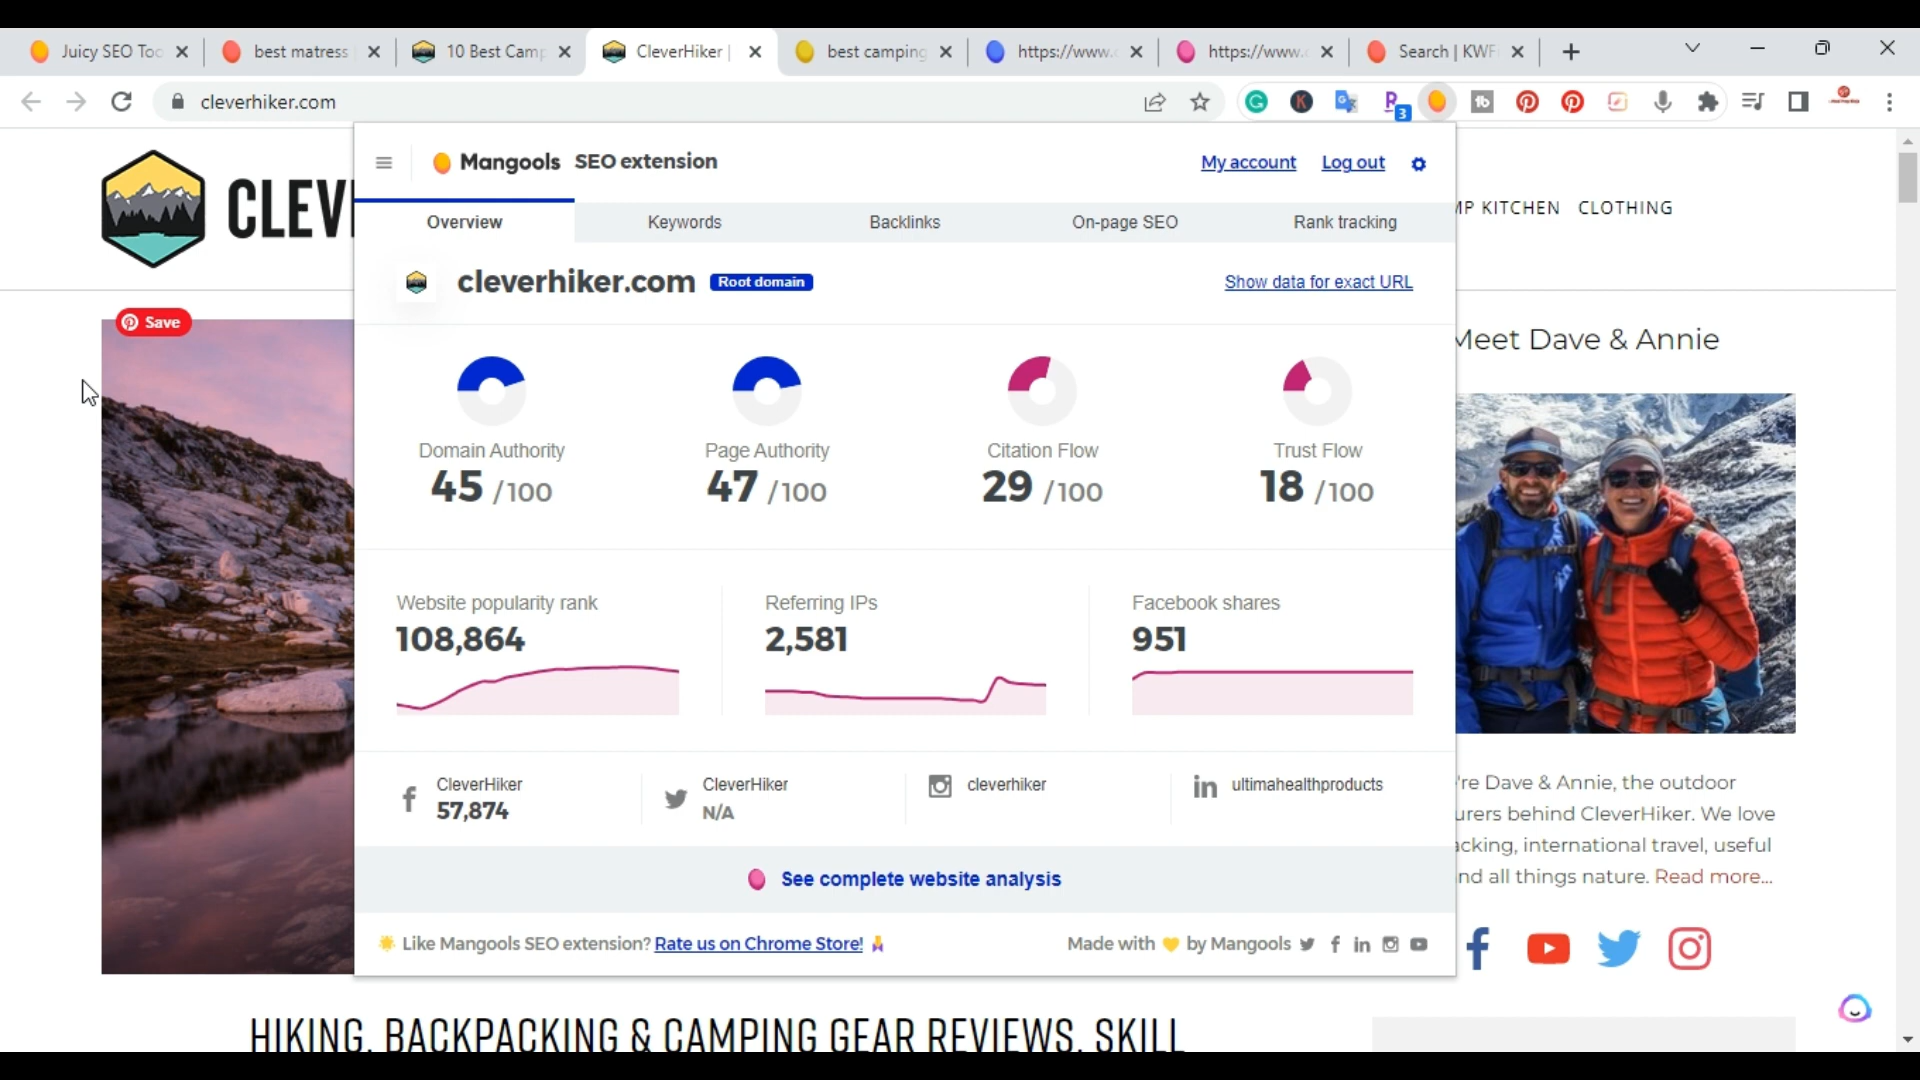 Juicy SEO Too
best matress
10 Best Camp
CleverHiker |
best camping
https://www.
https://www.
Search | KWF
cleverhiker.com
3
CLEV
MP KITCHEN CLOTHING
Mangools SEO extension
My account
Log out
Overview
Keywords
Backlinks
On-page SEO
Rank tracking
cleverhiker.com Root domain
Show data for exact URL
Save
Domain Authority
45 /100
Page Authority
47 /100
Citation Flow
29 /100
Trust Flow
18 /100
Website popularity rank
108,864
Referring IPs
2,581
Facebook shares
951
CleverHiker
57,874
CleverHiker
N/A
cleverhiker
ultimahealthproducts
See complete website analysis
Like Mangools SEO extension? Rate us on Chrome Store!
Made with by Mangools
Meet Dave & Annie
're Dave & Annie, the outdoor
urers behind CleverHiker. We love
acking, international travel, useful
nd all things nature. Read more...
HIKING, BACKPACKING & CAMPING GEAR REVIEWS, SKILL